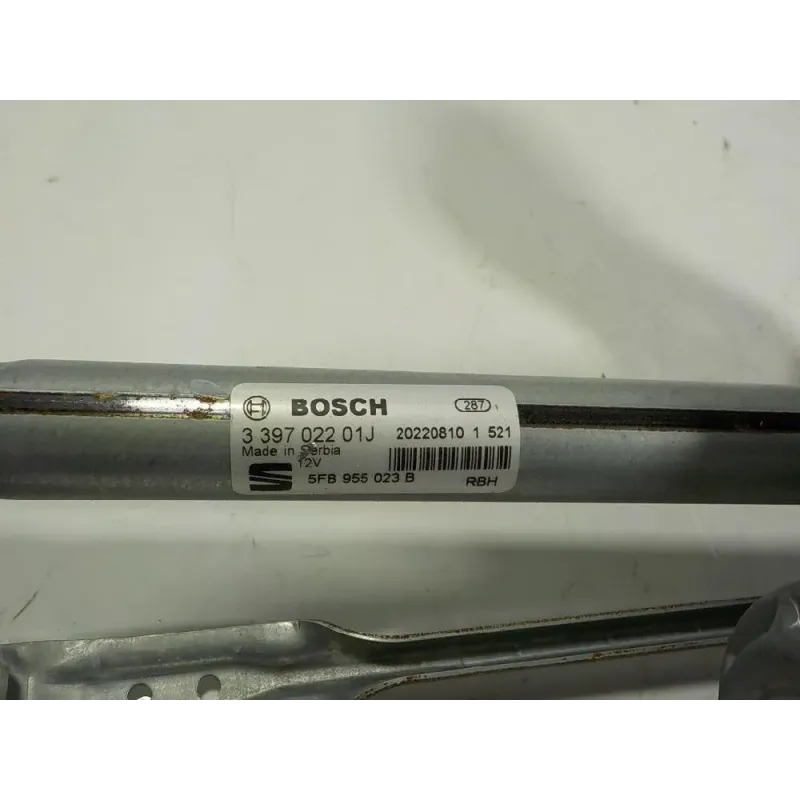 BOSCH 287
3 397 022 01J 20220810 1 521
Made in Serbia
12V
5FB 955 023 B RBH